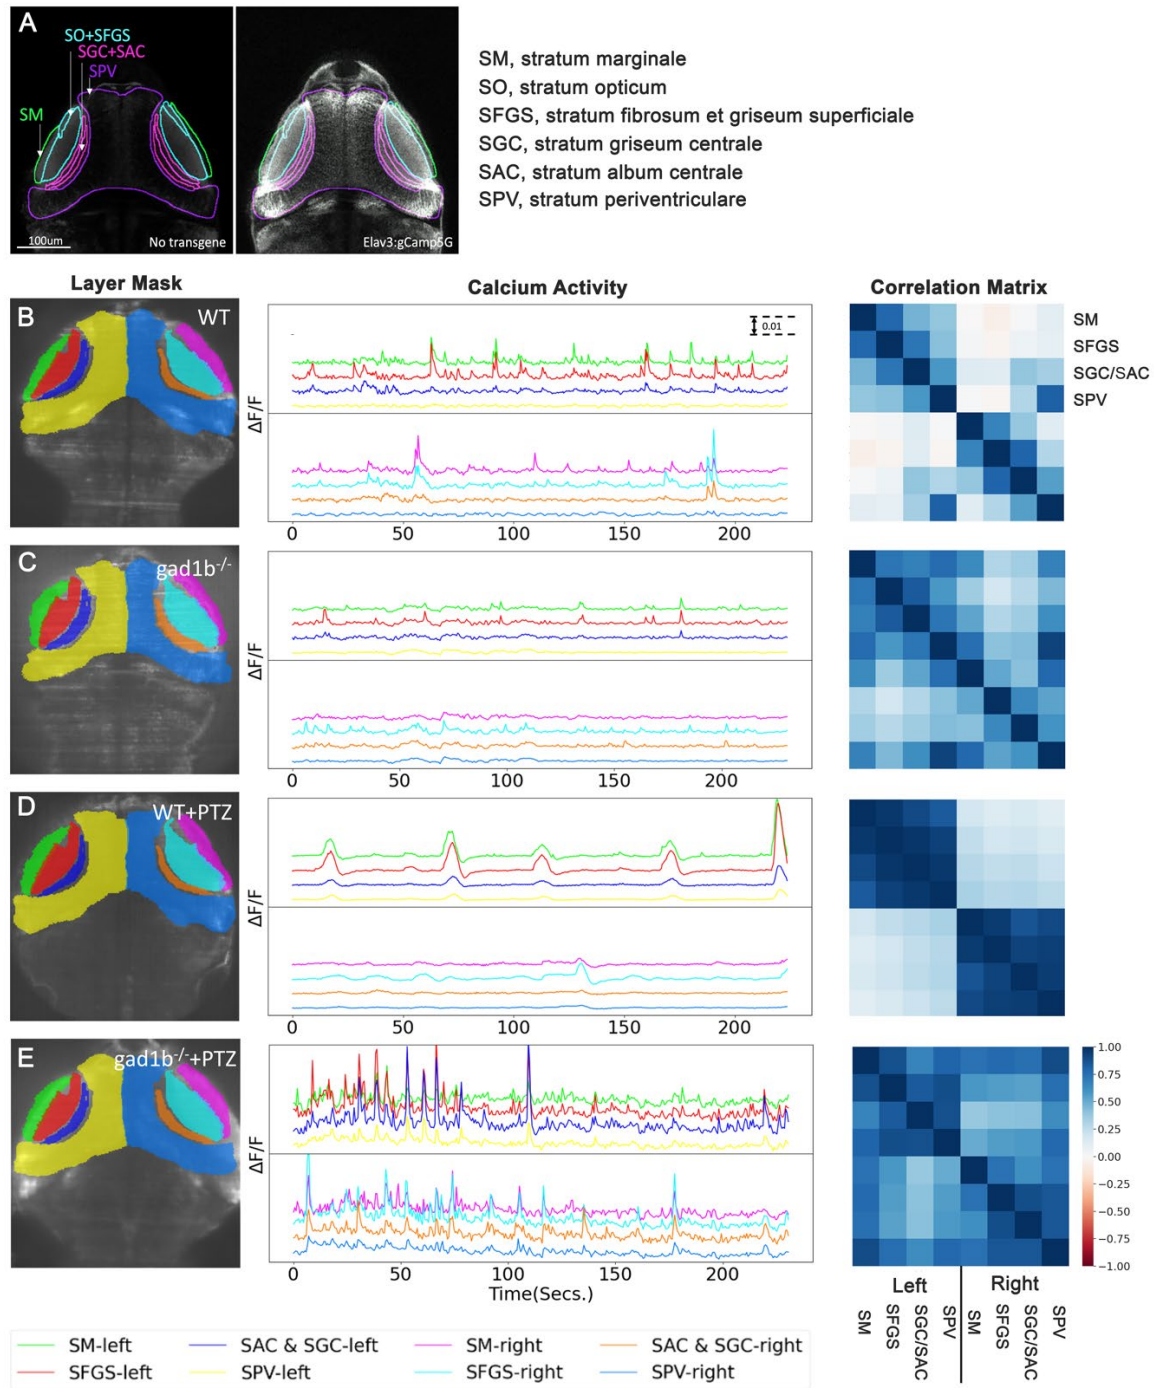 A
SO+SFGS
SGC+SAC
SPV
SM
100um
No transgene
Elav3:gCamp5G
SM, stratum marginale
SO, stratum opticum
SFGS, stratum fibrosum et griseum superficiale
SGC, stratum griseum centrale
SAC, stratum album centrale
SPV, stratum periventriculare
Layer Mask
Calcium Activity
Correlation Matrix
B
WT
ΔF/F
0.01
0 50 100 150 200
SM
SFGS
SGC/SAC
SPV
C
gad1b-/-
ΔF/F
0 50 100 150 200
D
WT+PTZ
ΔF/F
0 50 100 150 200
E
gad1b-/-+PTZ
ΔF/F
0 50 100 150 200
Time(Secs.)
1.00
0.75
0.50
0.25
0.00
−0.25
−0.50
−0.75
−1.00
Left Right
SM
SFGS
SGC/SAC
SPV
SM
SFGS
SGC/SAC
SPV
SM-left SAC & SGC-left SM-right SAC & SGC-right
SFGS-left SPV-left SFGS-right SPV-right